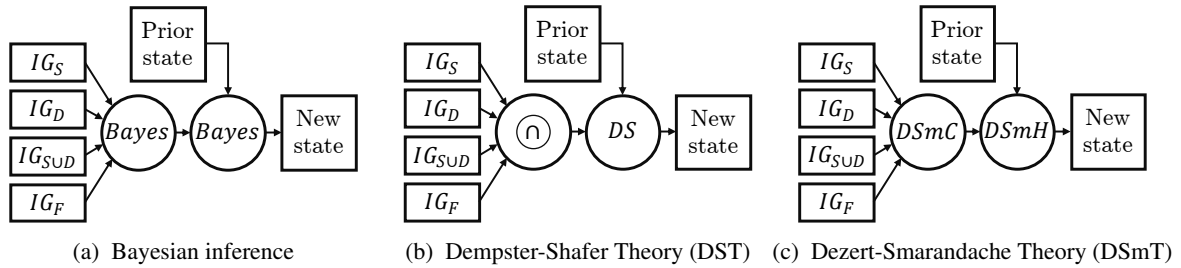 Prior
state
IG_S
IG_D
IG_{S∪D}
IG_F
Bayes
Bayes
New
state
(a) Bayesian inference
Prior
state
IG_S
IG_D
IG_{S∪D}
IG_F
∩
DS
New
state
(b) Dempster-Shafer Theory (DST)
Prior
state
IG_S
IG_D
IG_{S∪D}
IG_F
DSmC
DSmH
New
state
(c) Dezert-Smarandache Theory (DSmT)